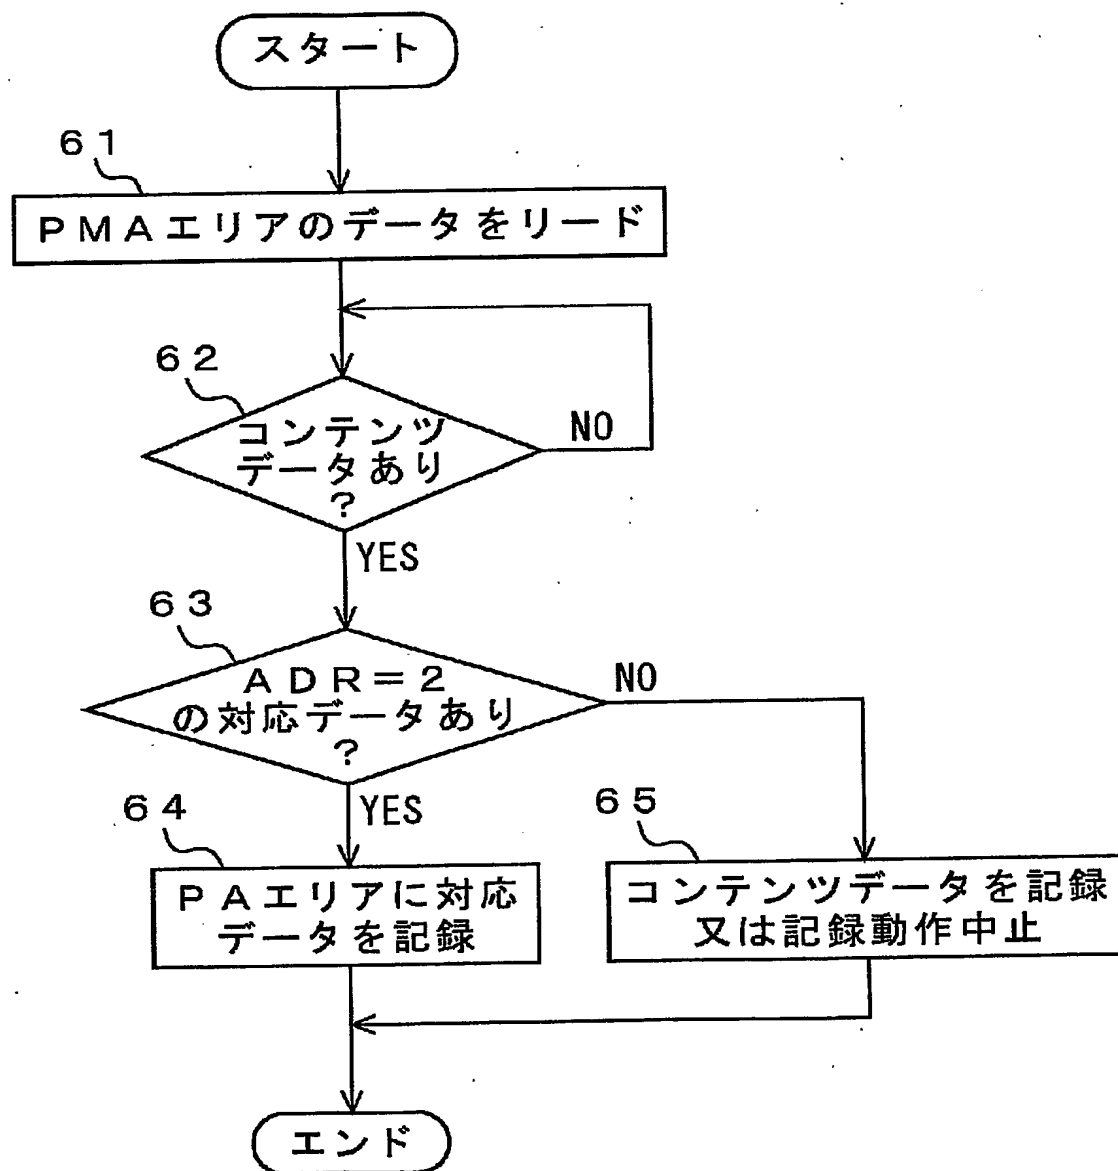 スタート
61
PMAエリアのデータをリード
62
コンテンツ
データあり
?
NO
YES
63
ADR=2
の対応データあり
?
NO
YES
64
PAエリアに対応
データを記録
65
コンテンツデータを記録
又は記録動作中止
エンド